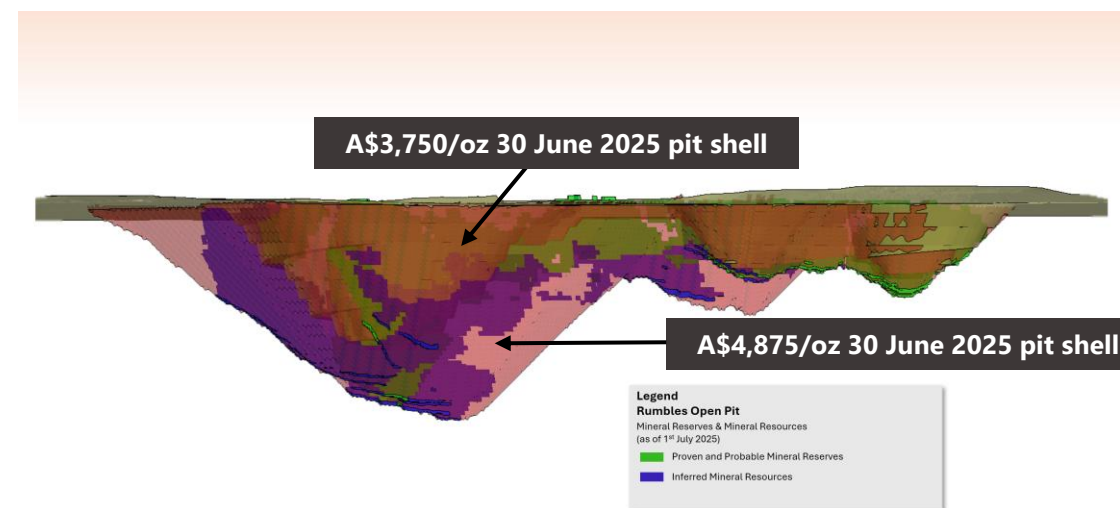 A$3,750/oz 30 June 2025 pit shell
A$4,875/oz 30 June 2025 pit shell
Legend
Rumbles Open Pit
Mineral Reserves & Mineral Resources
(as of 1st July 2025)
Proven and Probable Mineral Reserves
Inferred Mineral Resources